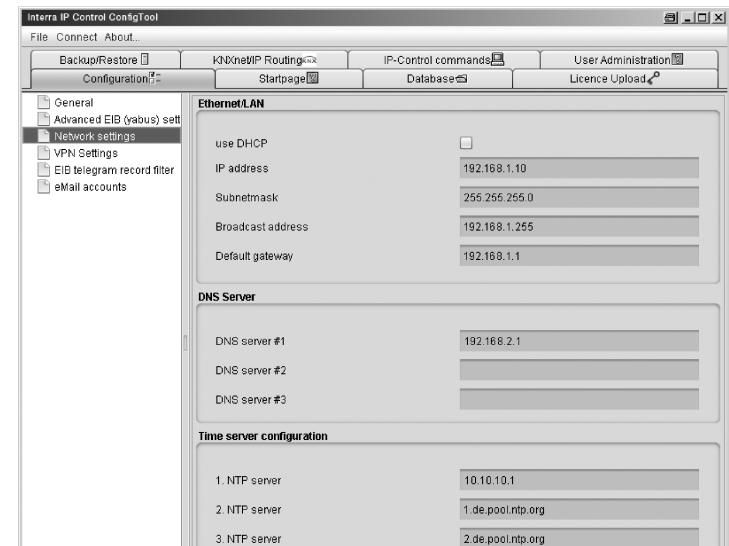 Interra IP Control ConfigTool
File Connect About...
Backup/Restore
KNXnet/IP Routing KNX
IP-Control commands
User Administration
Configuration
Startpage
Database
Licence Upload
General
Advanced EIB (yabus) sett
Network settings
VPN Settings
EIB telegram record filter
eMail accounts
Ethernet/LAN
use DHCP
IP address 192.168.1.10
Subnetmask 255.255.255.0
Broadcast address 192.168.1.255
Default gateway 192.168.1.1
DNS Server
DNS server #1 192.168.2.1
DNS server #2
DNS server #3
Time server configuration
1. NTP server 10.10.10.1
2. NTP server 1.de.pool.ntp.org
3. NTP server 2.de.pool.ntp.org